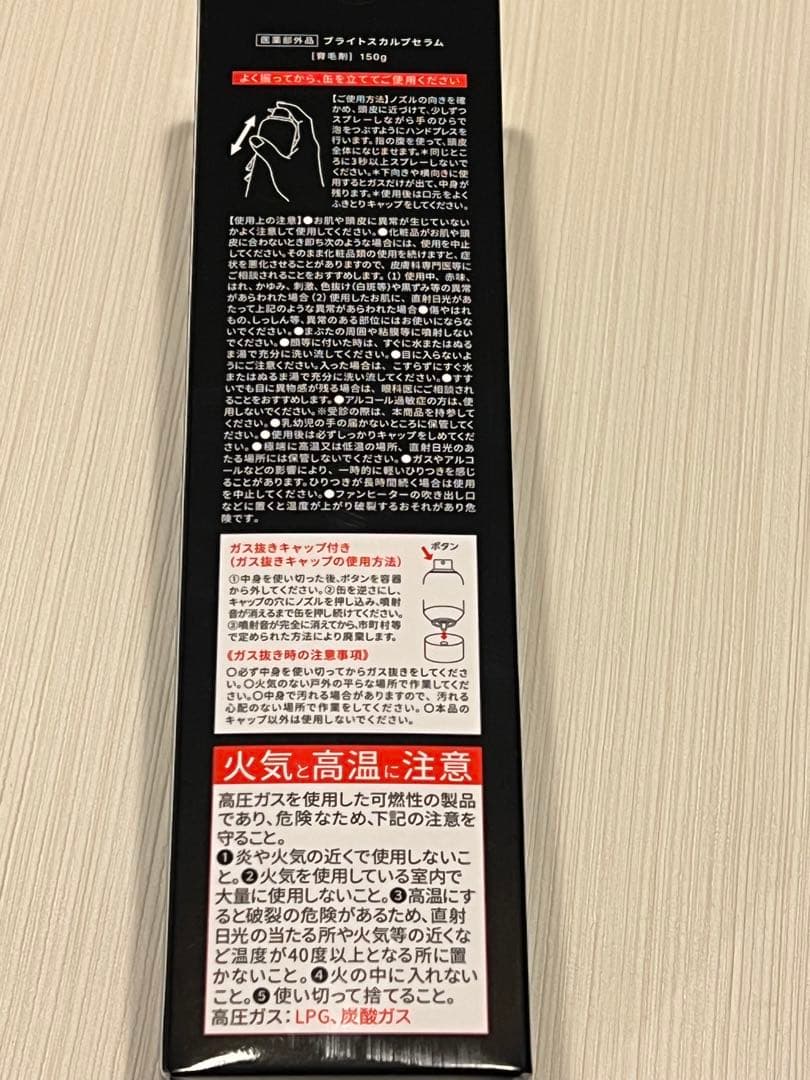 医薬部外品 ブライトスカルプセラム
[育毛剤] 150g
よく振ってから、缶を立ててご使用ください
【ご使用方法】ノズルの向きを確
かめ、頭皮に近づけて、少しずつ
スプレーしながら手のひらで
泡をつぶすようにハンドプレスを
行います。指の腹を使って、頭皮
全体になじませます。＊同じとこ
ろに3秒以上スプレーしないで
ください。＊下向きや横向きに使
用するとガスだけが出て、中身が
残ります。＊使用後は口元をよく
ふきとりキャップをしてください。
【使用上の注意】●お肌や頭皮に異常が生じていない
かよく注意して使用してください。●化粧品がお肌や頭
皮に合わないとき即ち次のような場合には、使用を中止
してください。そのまま化粧品類の使用を続けますと、症
状を悪化させることがありますので、皮膚科専門医等に
ご相談されることをおすすめします。(1) 使用中、赤味、
はれ、かゆみ、刺激、色抜け(白斑等)や黒ずみ等の異常
があらわれた場合 (2) 使用したお肌に、直射日光があ
たって上記のような異常があらわれた場合●傷やはれ
もの、しっしん等、異常のある部位にはお使いにならな
いでください。●まぶたの周囲や粘膜等に噴射しない
でください。●顔等に付いた時は、すぐに水またはぬる
ま湯で充分に洗い流してください。●目に入らないよ
うにご注意ください。入った場合は、こすらずにすぐ水
またはぬるま湯で充分に洗い流してください。●すす
いでも目に異物感が残る場合は、眼科医にご相談され
ることをおすすめします。●アルコール過敏症の方は、使
用しないでください。※受診の際は、本商品を持参して
ください。●乳幼児の手の届かないところに保管してく
ださい。●使用後は必ずしっかりキャップをしめてくだ
さい。●極端に高温又は低温の場所、直射日光のあ
たる場所には保管しないでください。●ガスやアルコ
ールなどの影響により、一時的に軽いひりつきを感じ
ることがあります。ひりつきが長時間続く場合は使用
を中止してください。●ファンヒーターの吹き出し口
などに置くと温度が上がり破裂するおそれがあり危
険です。
ガス抜きキャップ付き
(ガス抜きキャップの使用方法)
ボタン
①中身を使い切った後、ボタンを容器
から外してください。②缶を逆さにし、
キャップの穴にノズルを押し込み、噴射
音が消えるまで缶を押し続けてください。
③噴射音が完全に消えてから、市町村等
で定められた方法により廃棄します。
《ガス抜き時の注意事項》
○必ず中身を使い切ってからガス抜きをしてくださ
い。○火気のない戸外の平らな場所で作業してくだ
さい。○中身で汚れる場合がありますので、汚れる
心配のない場所で作業をしてください。○本品の
キャップ以外は使用しないでください。
火気と高温に注意
高圧ガスを使用した可燃性の製品
であり、危険なため、下記の注意を
守ること。
❶炎や火気の近くで使用しないこ
と。❷火気を使用している室内で
大量に使用しないこと。❸高温にす
ると破裂の危険があるため、直射
日光の当たる所や火気等の近くな
ど温度が40度以上となる所に置
かないこと。❹火の中に入れない
こと。❺使い切って捨てること。
高圧ガス：LPG、炭酸ガス